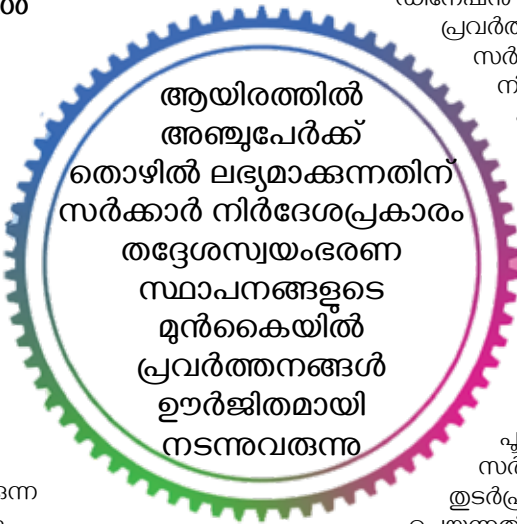 ആയിരത്തിൽ
അഞ്ചുപേർക്ക്
തൊഴിൽ ലഭ്യമാക്കുന്നതിന്
സർക്കാർ നിർദേശപ്രകാരം
തദ്ദേശസ്വയംഭരണ
സ്ഥാപനങ്ങളുടെ
മുൻകൈയിൽ
പ്രവർത്തനങ്ങൾ
ഊർജിതമായി
നടന്നുവരുന്നു